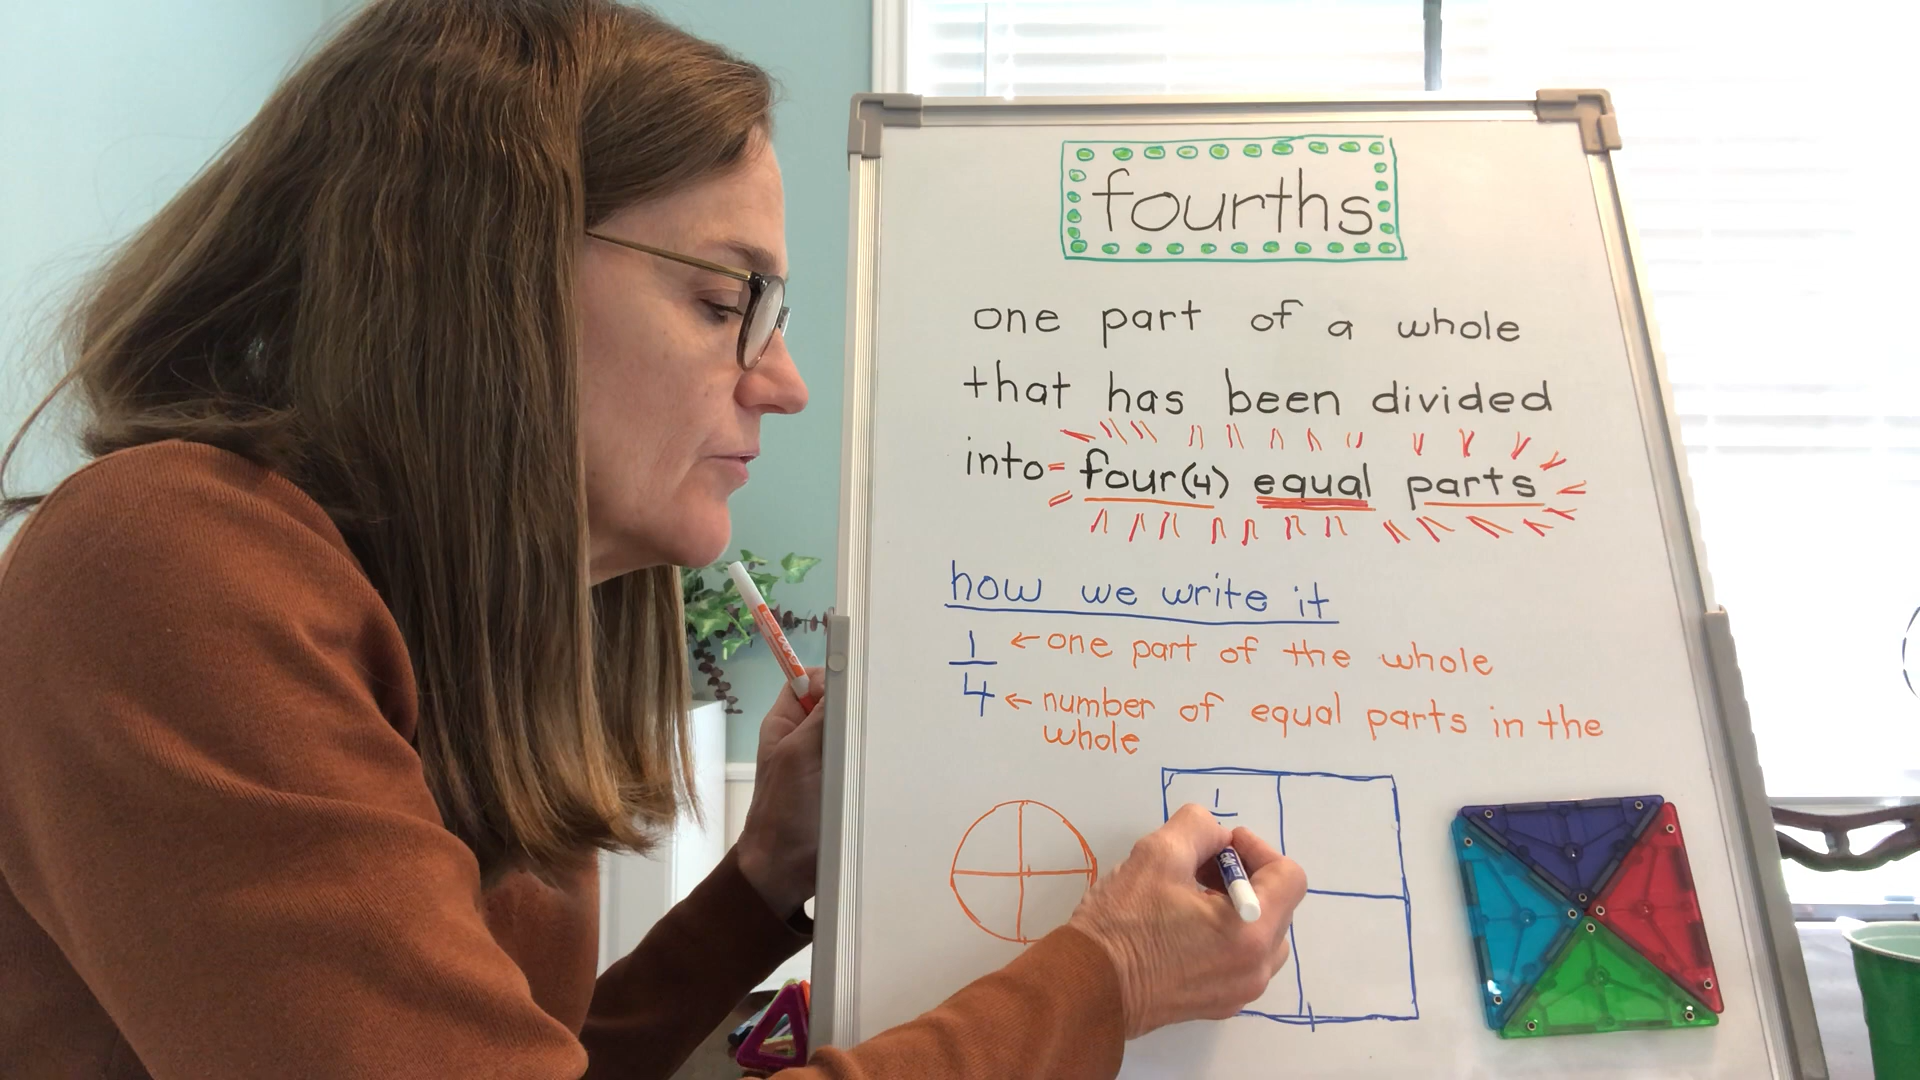 fourths
one part of a whole
that has been divided
into four(4) equal parts
how we write it
1 ← one part of the whole
4 ← number of equal parts in the
whole
1